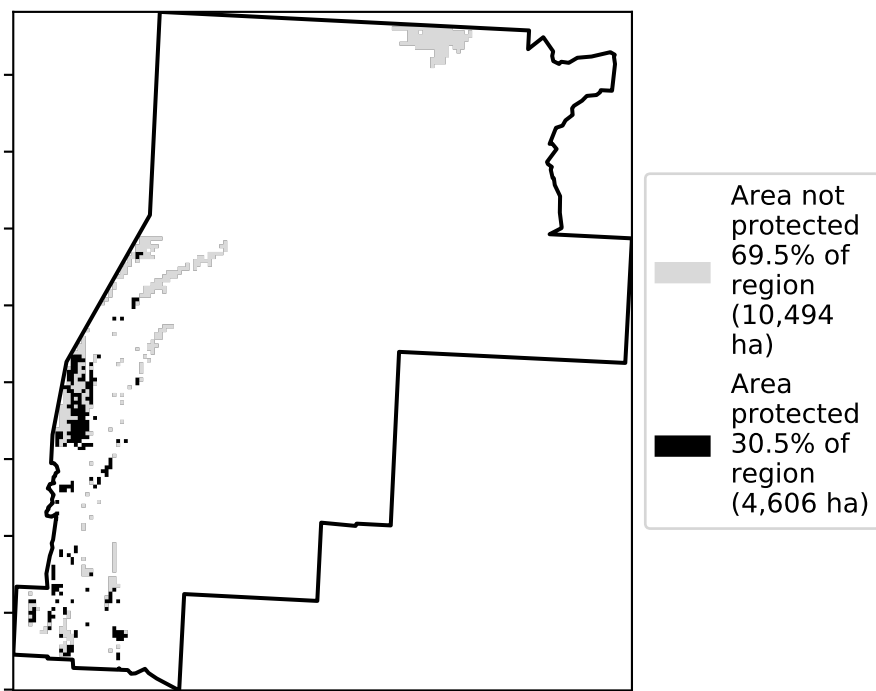 Area not
protected
69.5% of
region
(10,494
ha)
Area
protected
30.5% of
region
(4,606 ha)